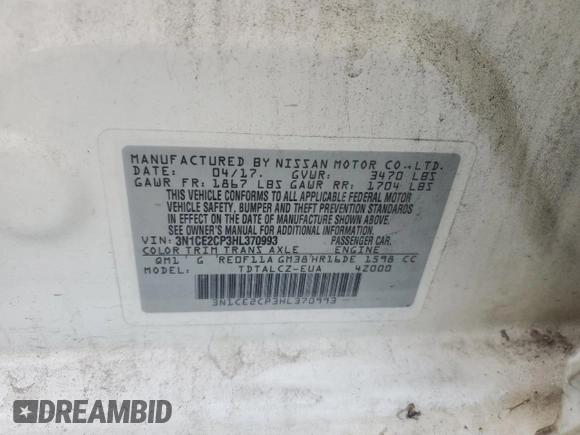 MANUFACTURED BY NISSAN MOTOR CO., LTD.
DATE: 04/17. GVWR: 3470 LBS
GAWR FR: 1867 LBS GAWR RR: 1704 LBS
THIS VEHICLE CONFORMS TO ALL APPLICABLE FEDERAL MOTOR
VEHICLE SAFETY, BUMPER AND THEFT PREVENTION STANDARDS
IN EFFECT ON THE DATE OF MANUFACTURE SHOWN ABOVE.
SEE OWNER'S MANUAL FOR ADDITIONAL INFORMATION.
VIN: 3N1CE2CP3HL370993 PASSENGER CAR.
COLOR TRIM TRANS AXLE ENGINE
QM1 G RE0F11A GM38 HR16DE 1598 CC
MODEL: TDTALCZ-EUA 4Z000
3N1CE2CP3HL370993
DREAMBID